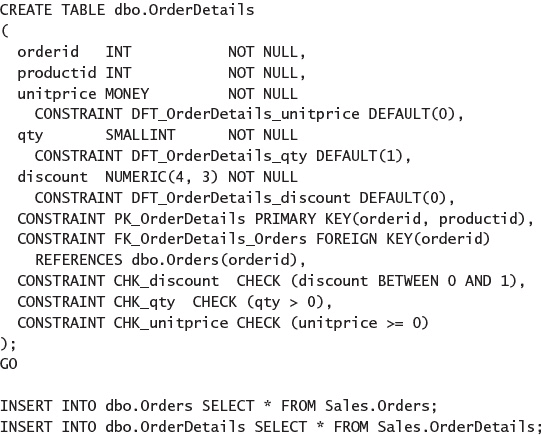 CREATE TABLE dbo.OrderDetails
(
  orderid   INT           NOT NULL,
  productid INT           NOT NULL,
  unitprice MONEY         NOT NULL
    CONSTRAINT DFT_OrderDetails_unitprice DEFAULT(0),
  qty       SMALLINT      NOT NULL
    CONSTRAINT DFT_OrderDetails_qty DEFAULT(1),
  discount  NUMERIC(4, 3) NOT NULL
    CONSTRAINT DFT_OrderDetails_discount DEFAULT(0),
  CONSTRAINT PK_OrderDetails PRIMARY KEY(orderid, productid),
  CONSTRAINT FK_OrderDetails_Orders FOREIGN KEY(orderid)
    REFERENCES dbo.Orders(orderid),
  CONSTRAINT CHK_discount  CHECK (discount BETWEEN 0 AND 1),
  CONSTRAINT CHK_qty  CHECK (qty > 0),
  CONSTRAINT CHK_unitprice CHECK (unitprice >= 0)
);
GO

INSERT INTO dbo.Orders SELECT * FROM Sales.Orders;
INSERT INTO dbo.OrderDetails SELECT * FROM Sales.OrderDetails;